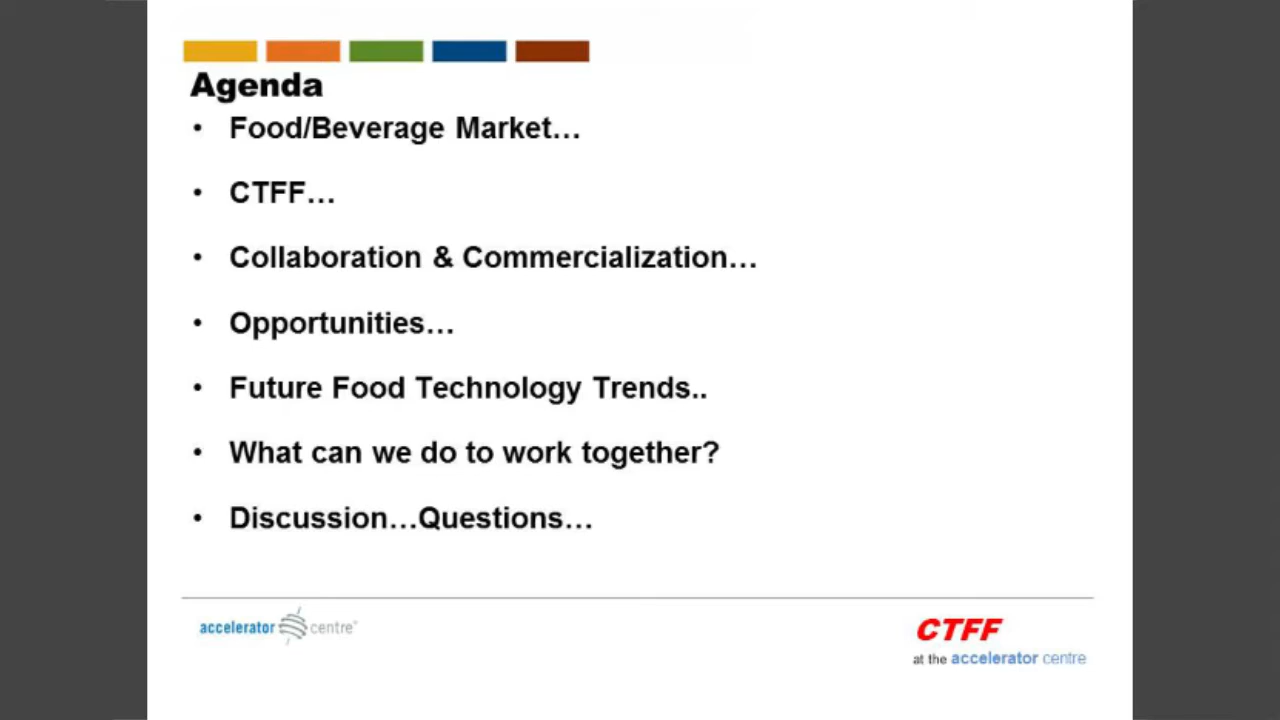 Agenda
• Food/Beverage Market…
• CTFF…
• Collaboration & Commercialization…
• Opportunities…
• Future Food Technology Trends..
• What can we do to work together?
• Discussion…Questions…
accelerator centre™
CTFF
at the accelerator centre